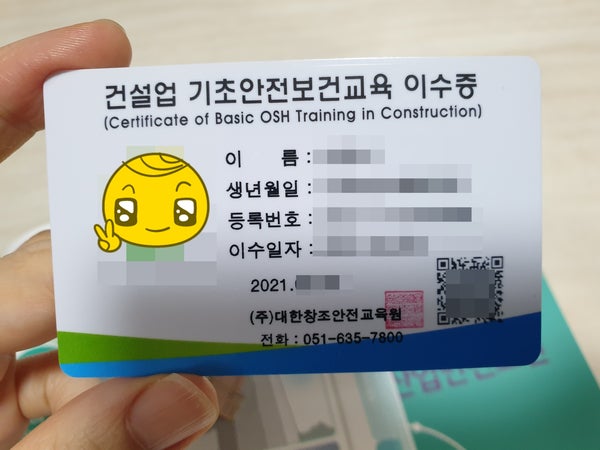 건설업 기초안전보건교육 이수증
(Certificate of Basic OSH Training in Construction)
이 름 :
생년월일 :
등록번호 :
이수일자 :
2021.
(주)대한창조안전교육원
전화 : 051-635-7800